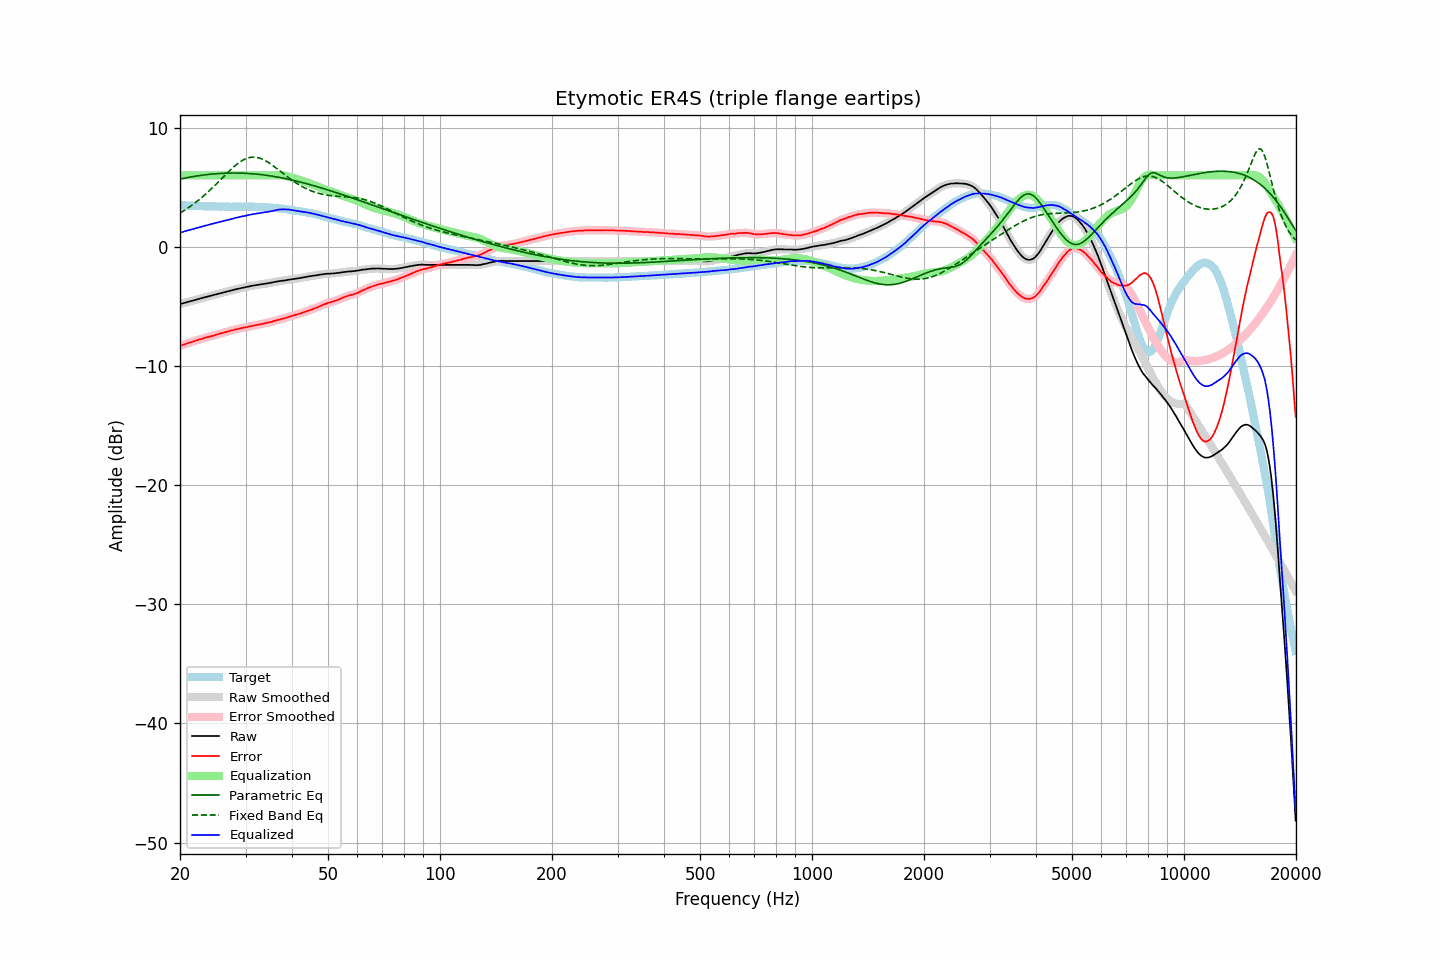 Etymotic ER4S (triple flange eartips)
Amplitude (dBr)
10
0
−10
−20
−30
−40
−50
Target
Raw Smoothed
Error Smoothed
Raw
Error
Equalization
Parametric Eq
Fixed Band Eq
Equalized
20 50 100 200 500 1000 2000 5000 10000 20000
Frequency (Hz)